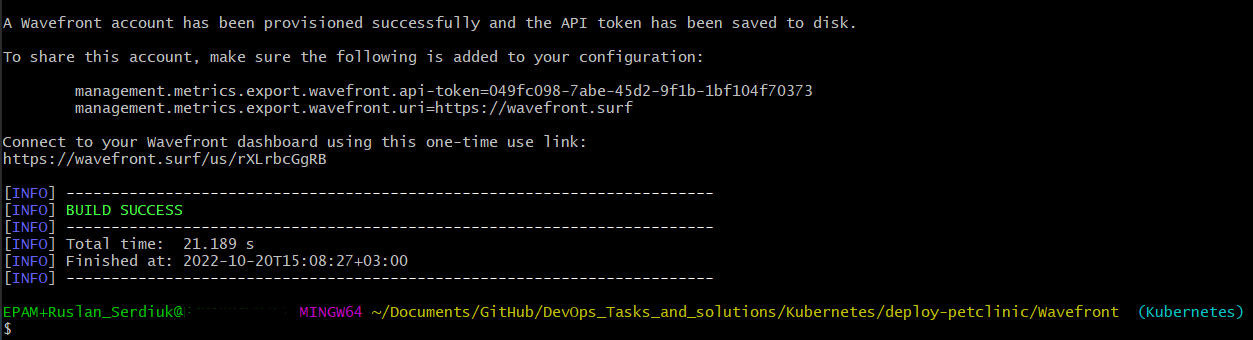 A Wavefront account has been provisioned successfully and the API token has been saved to disk.
To share this account, make sure the following is added to your configuration:
management.metrics.export.wavefront.api-token=049fc098-7abe-45d2-9f1b-1bf104f70373
management.metrics.export.wavefront.uri=https://wavefront.surf
Connect to your Wavefront dashboard using this one-time use link:
https://wavefront.surf/us/rXLrbcGgRB
[INFO] ------------------------------------------------------------------------
[INFO] BUILD SUCCESS
[INFO] ------------------------------------------------------------------------
[INFO] Total time:  21.189 s
[INFO] Finished at: 2022-10-20T15:08:27+03:00
[INFO] ------------------------------------------------------------------------
EPAM+Ruslan_Serdiuk@ MINGW64 ~/Documents/GitHub/DevOps_Tasks_and_solutions/Kubernetes/deploy-petclinic/Wavefront (Kubernetes)
$